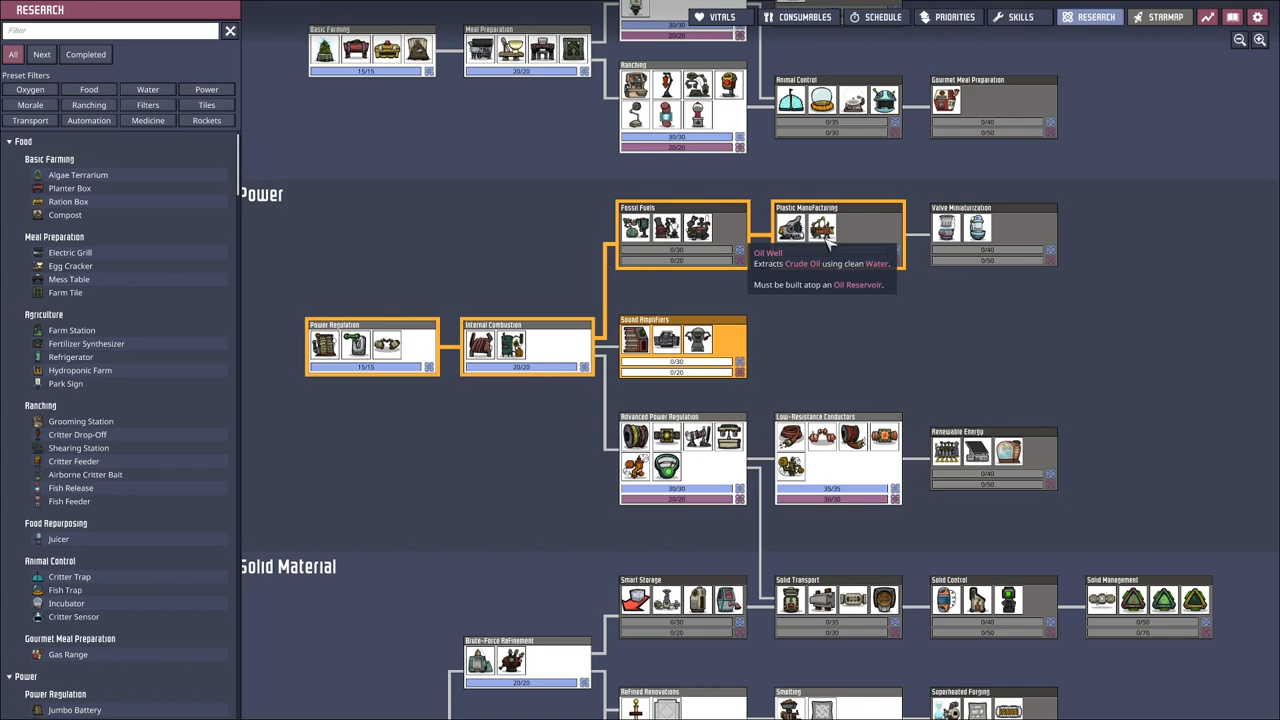 RESEARCH
VITALS
CONSUMABLES
SCHEDULE
PRIORITIES
SKILLS
RESEARCH
STARMAP
Filter
All
Next
Completed
Preset Filters
Oxygen
Food
Water
Power
Morale
Ranching
Filters
Tiles
Transport
Automation
Medicine
Rockets
Food
Basic Farming
Algae Terrarium
Planter Box
Ration Box
Compost
Meal Preparation
Electric Grill
Egg Cracker
Mess Table
Farm Tile
Agriculture
Farm Station
Fertilizer Synthesizer
Refrigerator
Hydroponic Farm
Park Sign
Ranching
Grooming Station
Critter Drop-Off
Shearing Station
Critter Feeder
Airborne Critter Bait
Fish Release
Fish Feeder
Food Repurposing
Juicer
Animal Control
Critter Trap
Fish Trap
Incubator
Critter Sensor
Gourmet Meal Preparation
Gas Range
Power
Power Regulation
Jumbo Battery
Basic Farming
15/15
Meal Preparation
20/20
20/20
Ranching
30/30
20/20
Animal Control
0/35
0/30
Gourmet Meal Preparation
0/40
0/50
Power
Fossil Fuels
0/30
0/20
Plastic Manufacturing
Oil Well
Extracts Crude Oil using clean Water.
Must be built atop an Oil Reservoir.
Valve Miniaturization
0/40
0/50
Power Regulation
15/15
Internal Combustion
20/20
Sound Amplifiers
0/30
0/20
Advanced Power Regulation
30/30
20/20
Low-Resistance Conductors
35/35
30/30
Renewable Energy
0/40
0/50
Solid Material
Smart Storage
0/30
0/20
Solid Transport
0/35
0/30
Solid Control
0/40
0/50
Solid Management
0/50
0/70
Brute-Force Refinement
20/20
Refined Renovations
Smelting
Superheated Forging